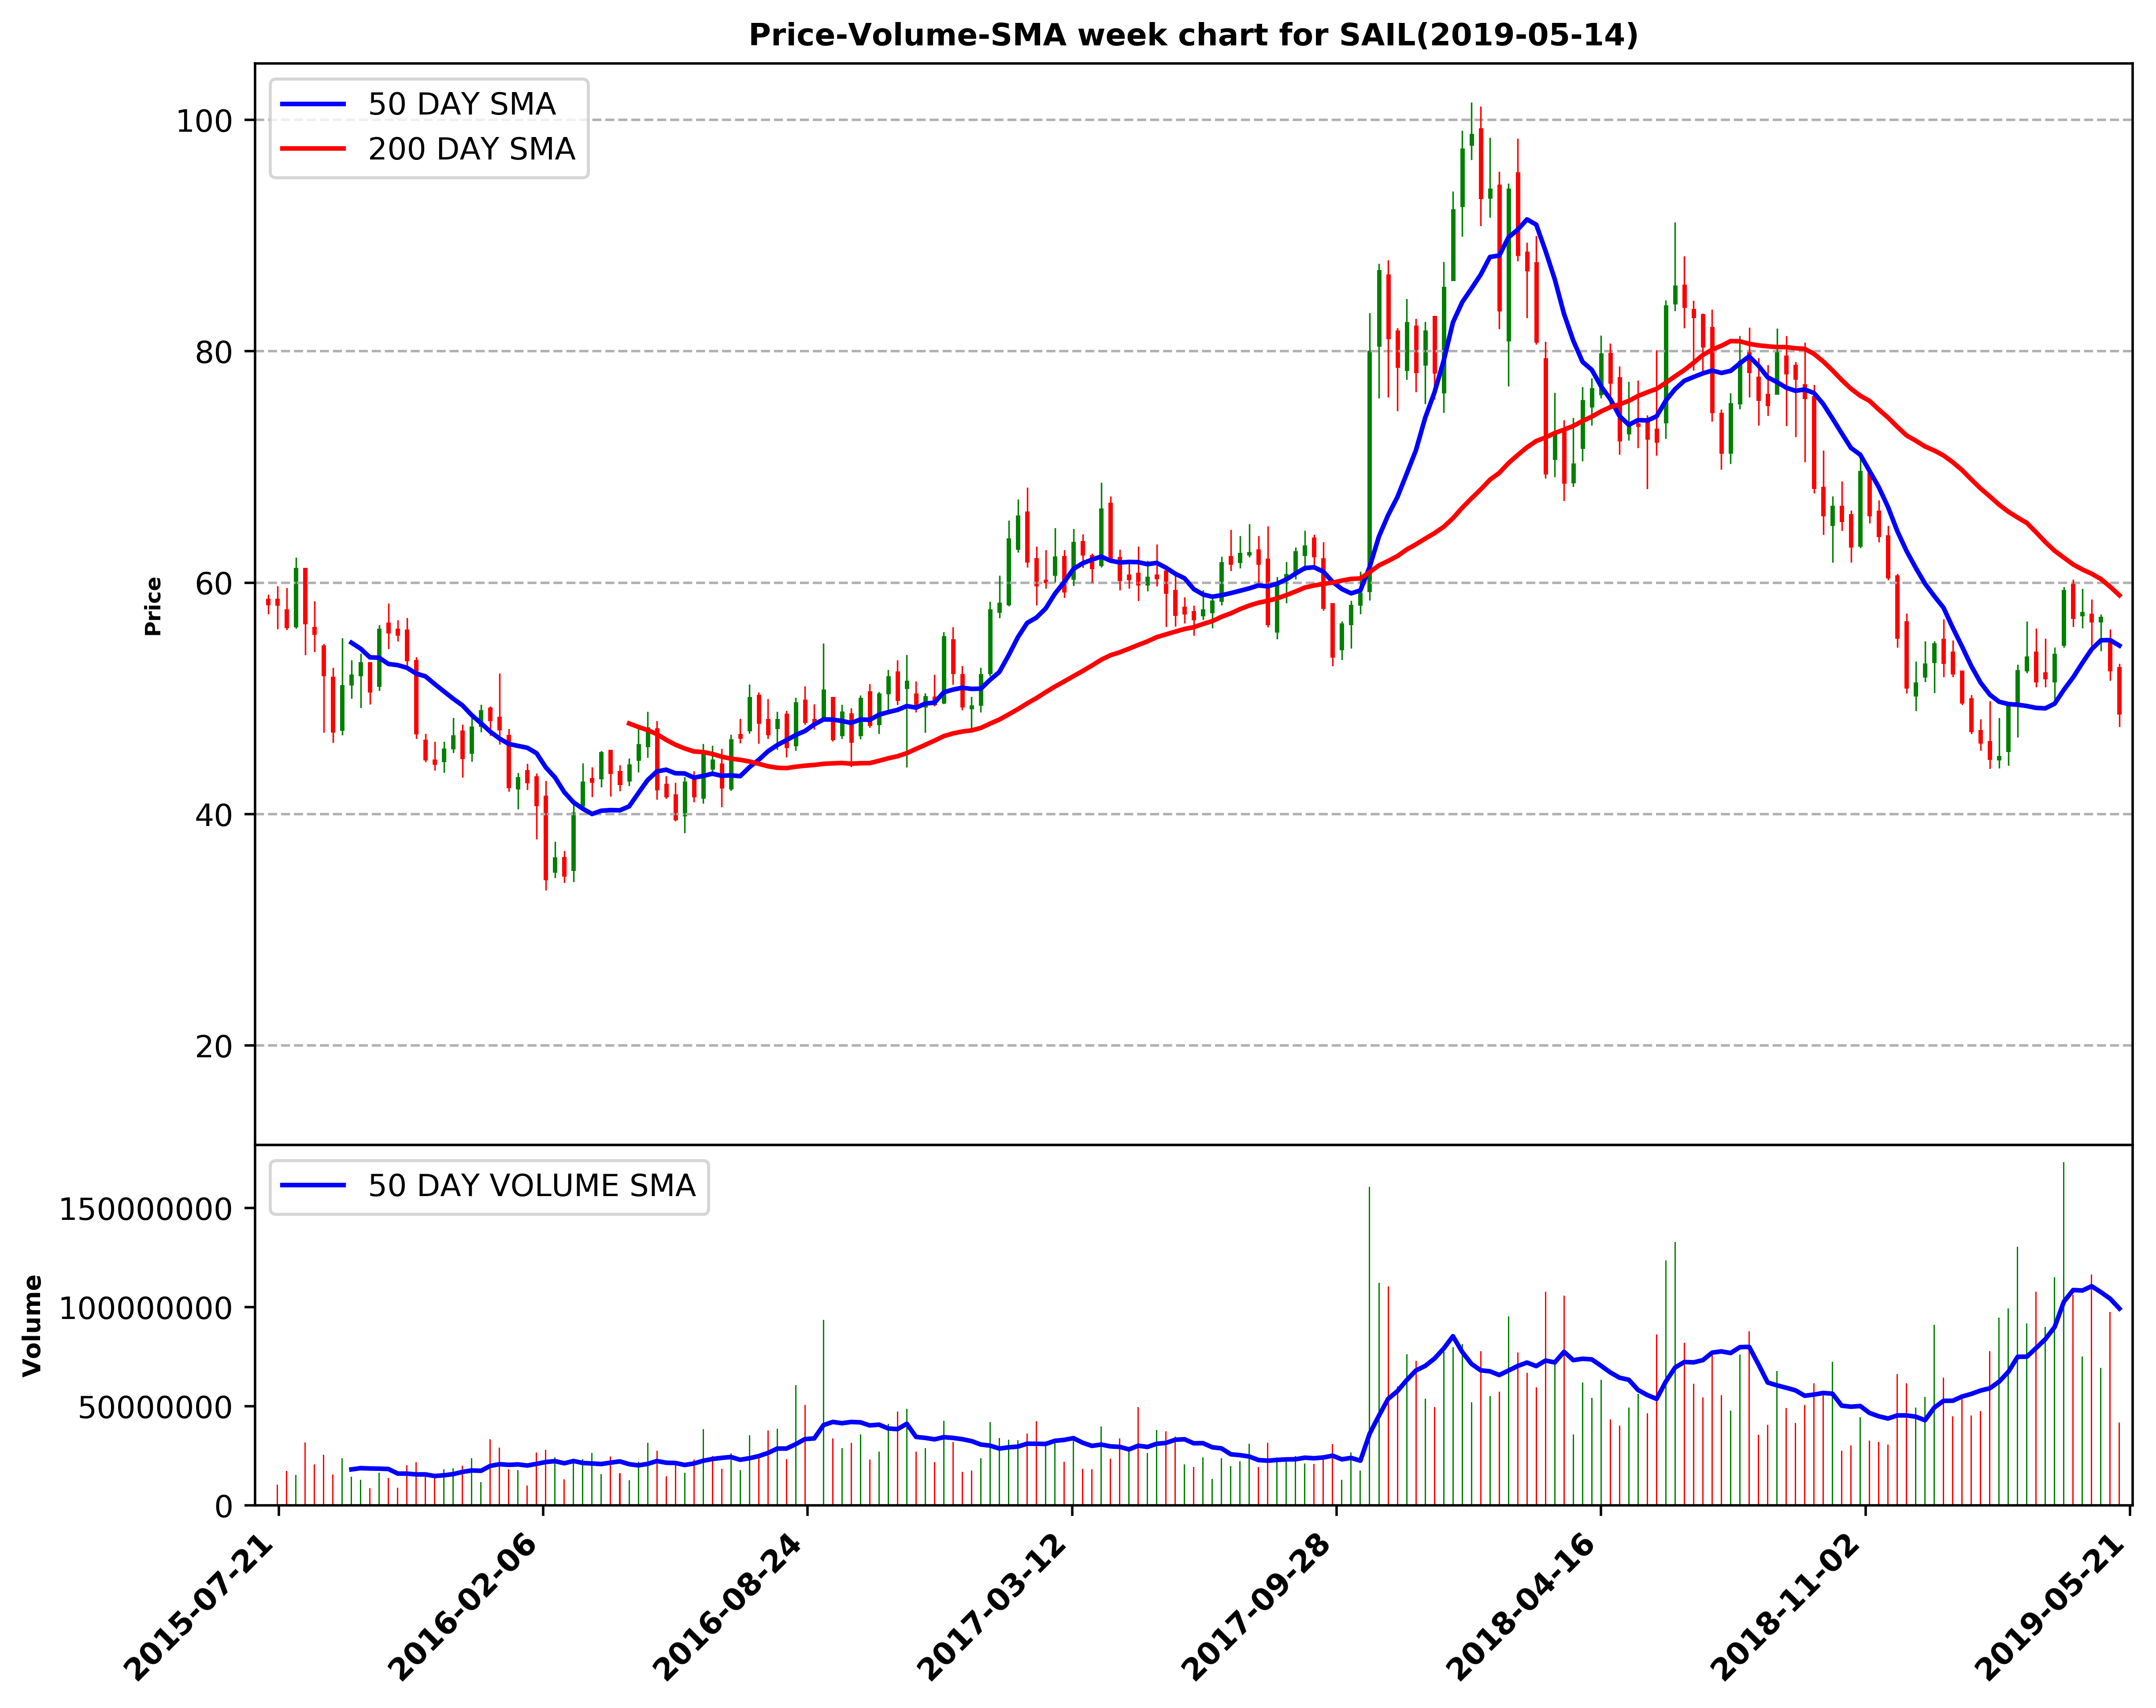 Price-Volume-SMA week chart for SAIL(2019-05-14)
50 DAY SMA
200 DAY SMA
100
80
60
40
20
Price
50 DAY VOLUME SMA
150000000
100000000
50000000
0
Volume
2015-07-21
2016-02-06
2016-08-24
2017-03-12
2017-09-28
2018-04-16
2018-11-02
2019-05-21